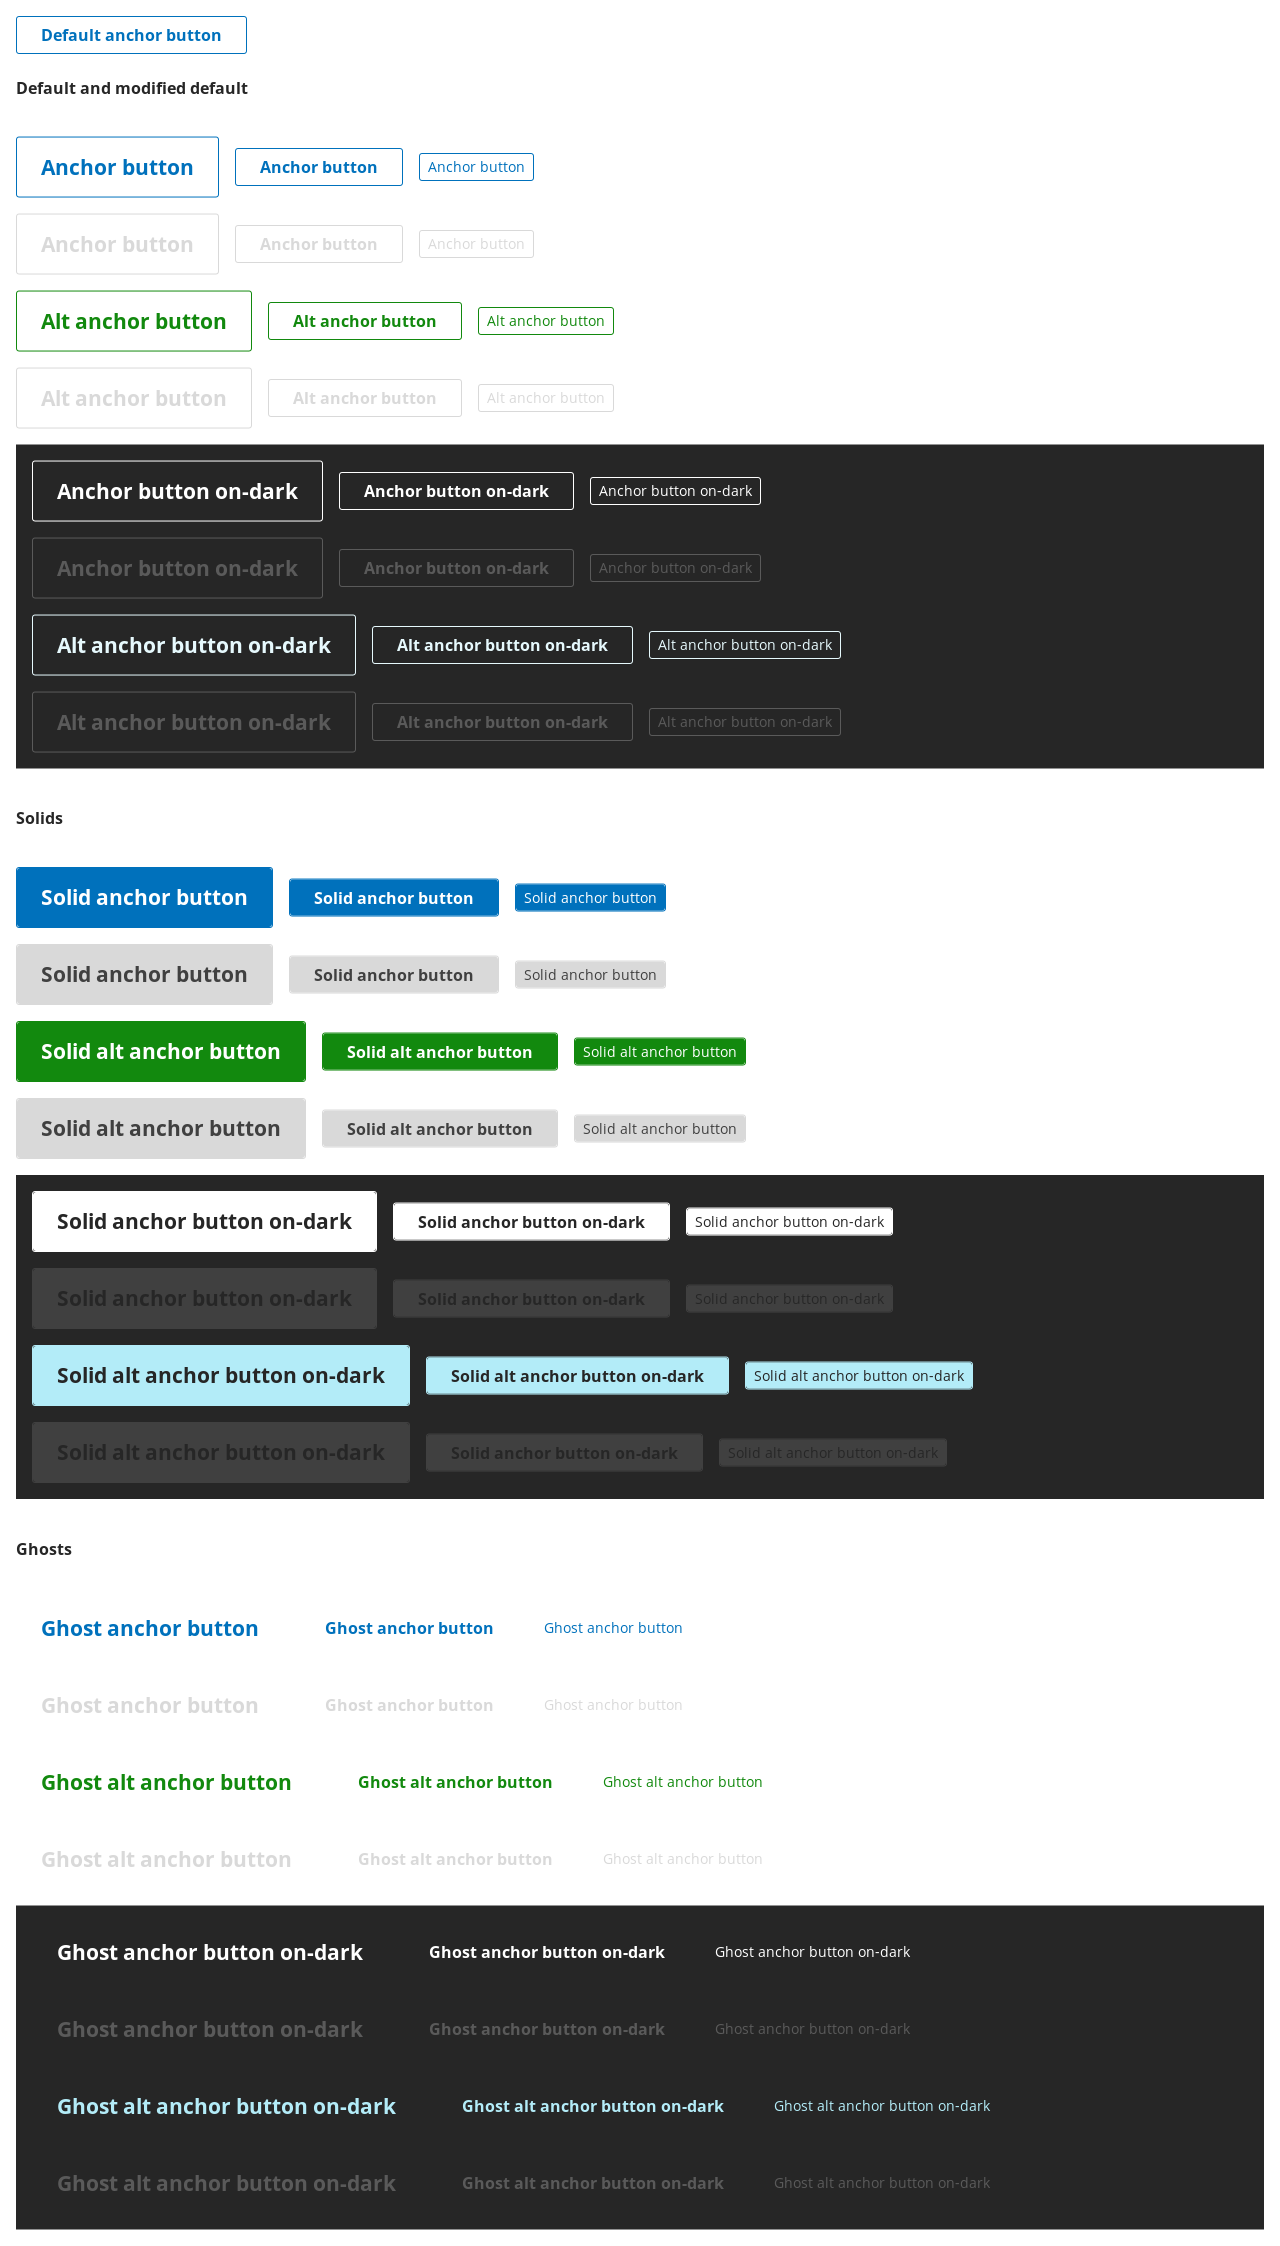 Default anchor button
Default and modified default
Anchor button Anchor button Anchor button
Anchor button Anchor button Anchor button
Alt anchor button Alt anchor button Alt anchor button
Alt anchor button Alt anchor button Alt anchor button
Anchor button on-dark Anchor button on-dark Anchor button on-dark
Anchor button on-dark Anchor button on-dark Anchor button on-dark
Alt anchor button on-dark Alt anchor button on-dark Alt anchor button on-dark
Alt anchor button on-dark Alt anchor button on-dark Alt anchor button on-dark
Solids
Solid anchor button Solid anchor button Solid anchor button
Solid anchor button Solid anchor button Solid anchor button
Solid alt anchor button Solid alt anchor button Solid alt anchor button
Solid alt anchor button Solid alt anchor button Solid alt anchor button
Solid anchor button on-dark Solid anchor button on-dark Solid anchor button on-dark
Solid anchor button on-dark Solid anchor button on-dark Solid anchor button on-dark
Solid alt anchor button on-dark Solid alt anchor button on-dark Solid alt anchor button on-dark
Solid alt anchor button on-dark Solid anchor button on-dark Solid alt anchor button on-dark
Ghosts
Ghost anchor button Ghost anchor button Ghost anchor button
Ghost anchor button Ghost anchor button Ghost anchor button
Ghost alt anchor button Ghost alt anchor button Ghost alt anchor button
Ghost alt anchor button Ghost alt anchor button Ghost alt anchor button
Ghost anchor button on-dark Ghost anchor button on-dark Ghost anchor button on-dark
Ghost anchor button on-dark Ghost anchor button on-dark Ghost anchor button on-dark
Ghost alt anchor button on-dark Ghost alt anchor button on-dark Ghost alt anchor button on-dark
Ghost alt anchor button on-dark Ghost alt anchor button on-dark Ghost alt anchor button on-dark